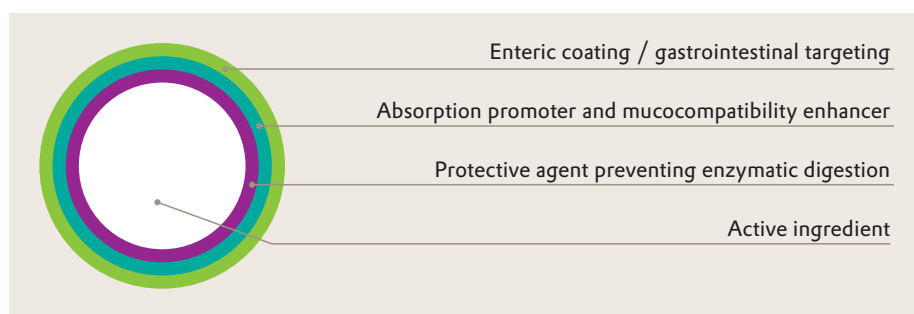 Enteric coating / gastrointestinal targeting
Absorption promoter and mucocompatibility enhancer
Protective agent preventing enzymatic digestion
Active ingredient